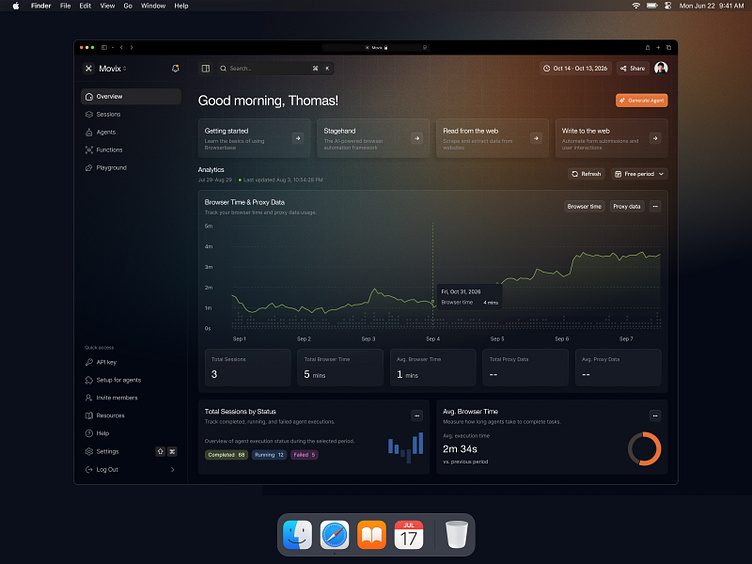 Finder File Edit View Go Window Help
Mon Jun 22 9:41 AM
Movix
Movix
Search...
⌘ K
Oct 14 - Oct 13, 2026
Share
Overview
Sessions
Agents
Functions
Playground
Good morning, Thomas!
Generate Agent
Getting started
Learn the basics of using
Browserbase
Stagehand
The AI-powered browser
automation framework
Read from the web
Scrape and extract data from
websites
Write to the web
Automate form submissions and
user interactions
Analytics
Jul 29-Aug 29 Last updated Aug 3, 10:54:28 PM
Refresh
Free period
Browser Time & Proxy Data
Track your browser time and proxy data usage.
Browser time
Proxy data
5m
4m
3m
2m
1m
0s
Fri, Oct 31, 2026
Browser time 4 mins
Sep 1 Sep 2 Sep 3 Sep 4 Sep 5 Sep 6 Sep 7
Total Sessions
3
Total Browser Time
5 mins
Avg. Browser Time
1 mins
Total Proxy Data
--
Avg. Proxy Data
--
Quick access
API key
Setup for agents
Invite members
Resources
Help
Settings
⌘
Log Out
Total Sessions by Status
Track completed, running, and failed agent executions.
Overview of agent execution status during the selected period.
Completed 68
Running 12
Failed 5
Avg. Browser Time
Measure how long agents take to complete tasks.
Avg. execution time
2m 34s
vs. previous period
JUL
17